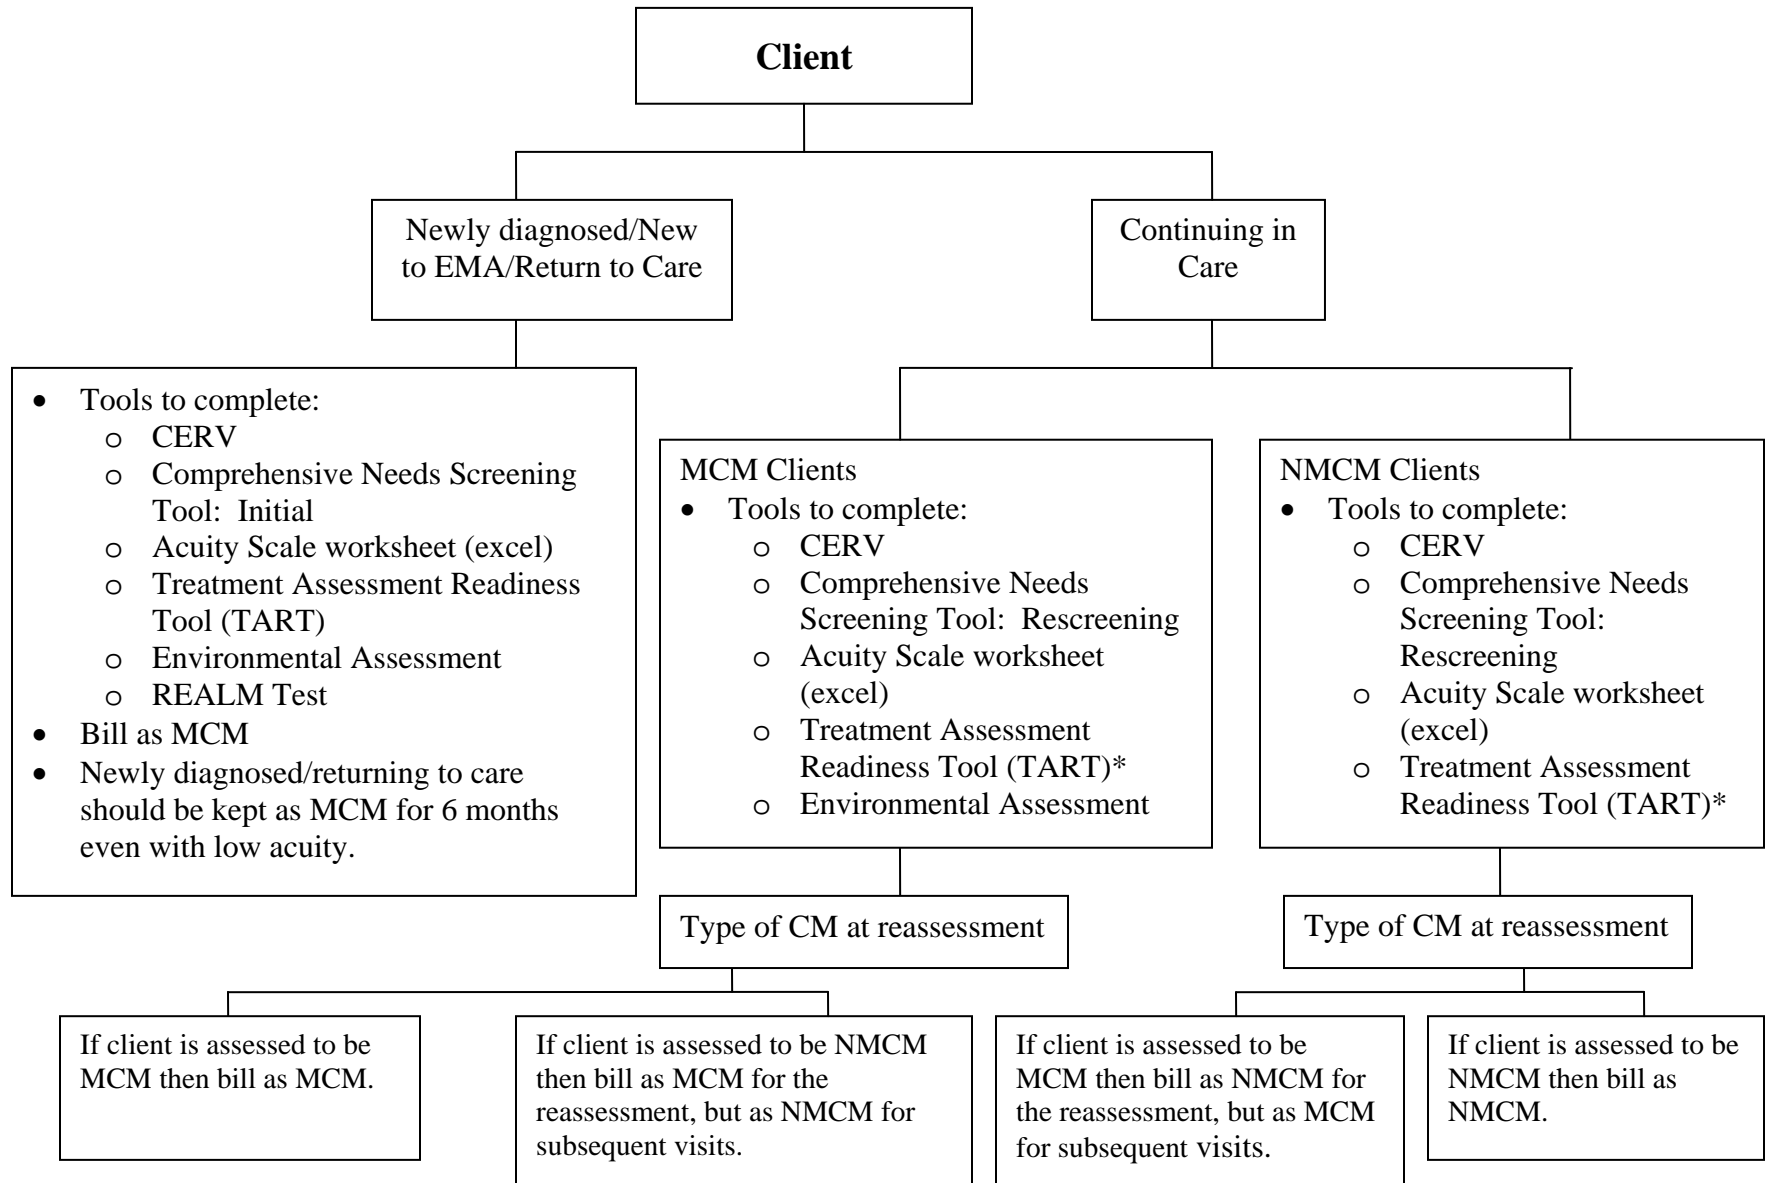 Client
Newly diagnosed/New
to EMA/Return to Care
Continuing in
Care
• Tools to complete:
o CERV
o Comprehensive Needs Screening
Tool: Initial
o Acuity Scale worksheet (excel)
o Treatment Assessment Readiness
Tool (TART)
o Environmental Assessment
o REALM Test
• Bill as MCM
• Newly diagnosed/returning to care
should be kept as MCM for 6 months
even with low acuity.
MCM Clients
• Tools to complete:
o CERV
o Comprehensive Needs
Screening Tool: Rescreening
o Acuity Scale worksheet
(excel)
o Treatment Assessment
Readiness Tool (TART)*
o Environmental Assessment
NMCM Clients
• Tools to complete:
o CERV
o Comprehensive Needs
Screening Tool:
Rescreening
o Acuity Scale worksheet
(excel)
o Treatment Assessment
Readiness Tool (TART)*
Type of CM at reassessment
Type of CM at reassessment
If client is assessed to be
MCM then bill as MCM.
If client is assessed to be NMCM
then bill as MCM for the
reassessment, but as NMCM for
subsequent visits.
If client is assessed to be
MCM then bill as NMCM for
the reassessment, but as MCM
for subsequent visits.
If client is assessed to be
NMCM then bill as
NMCM.